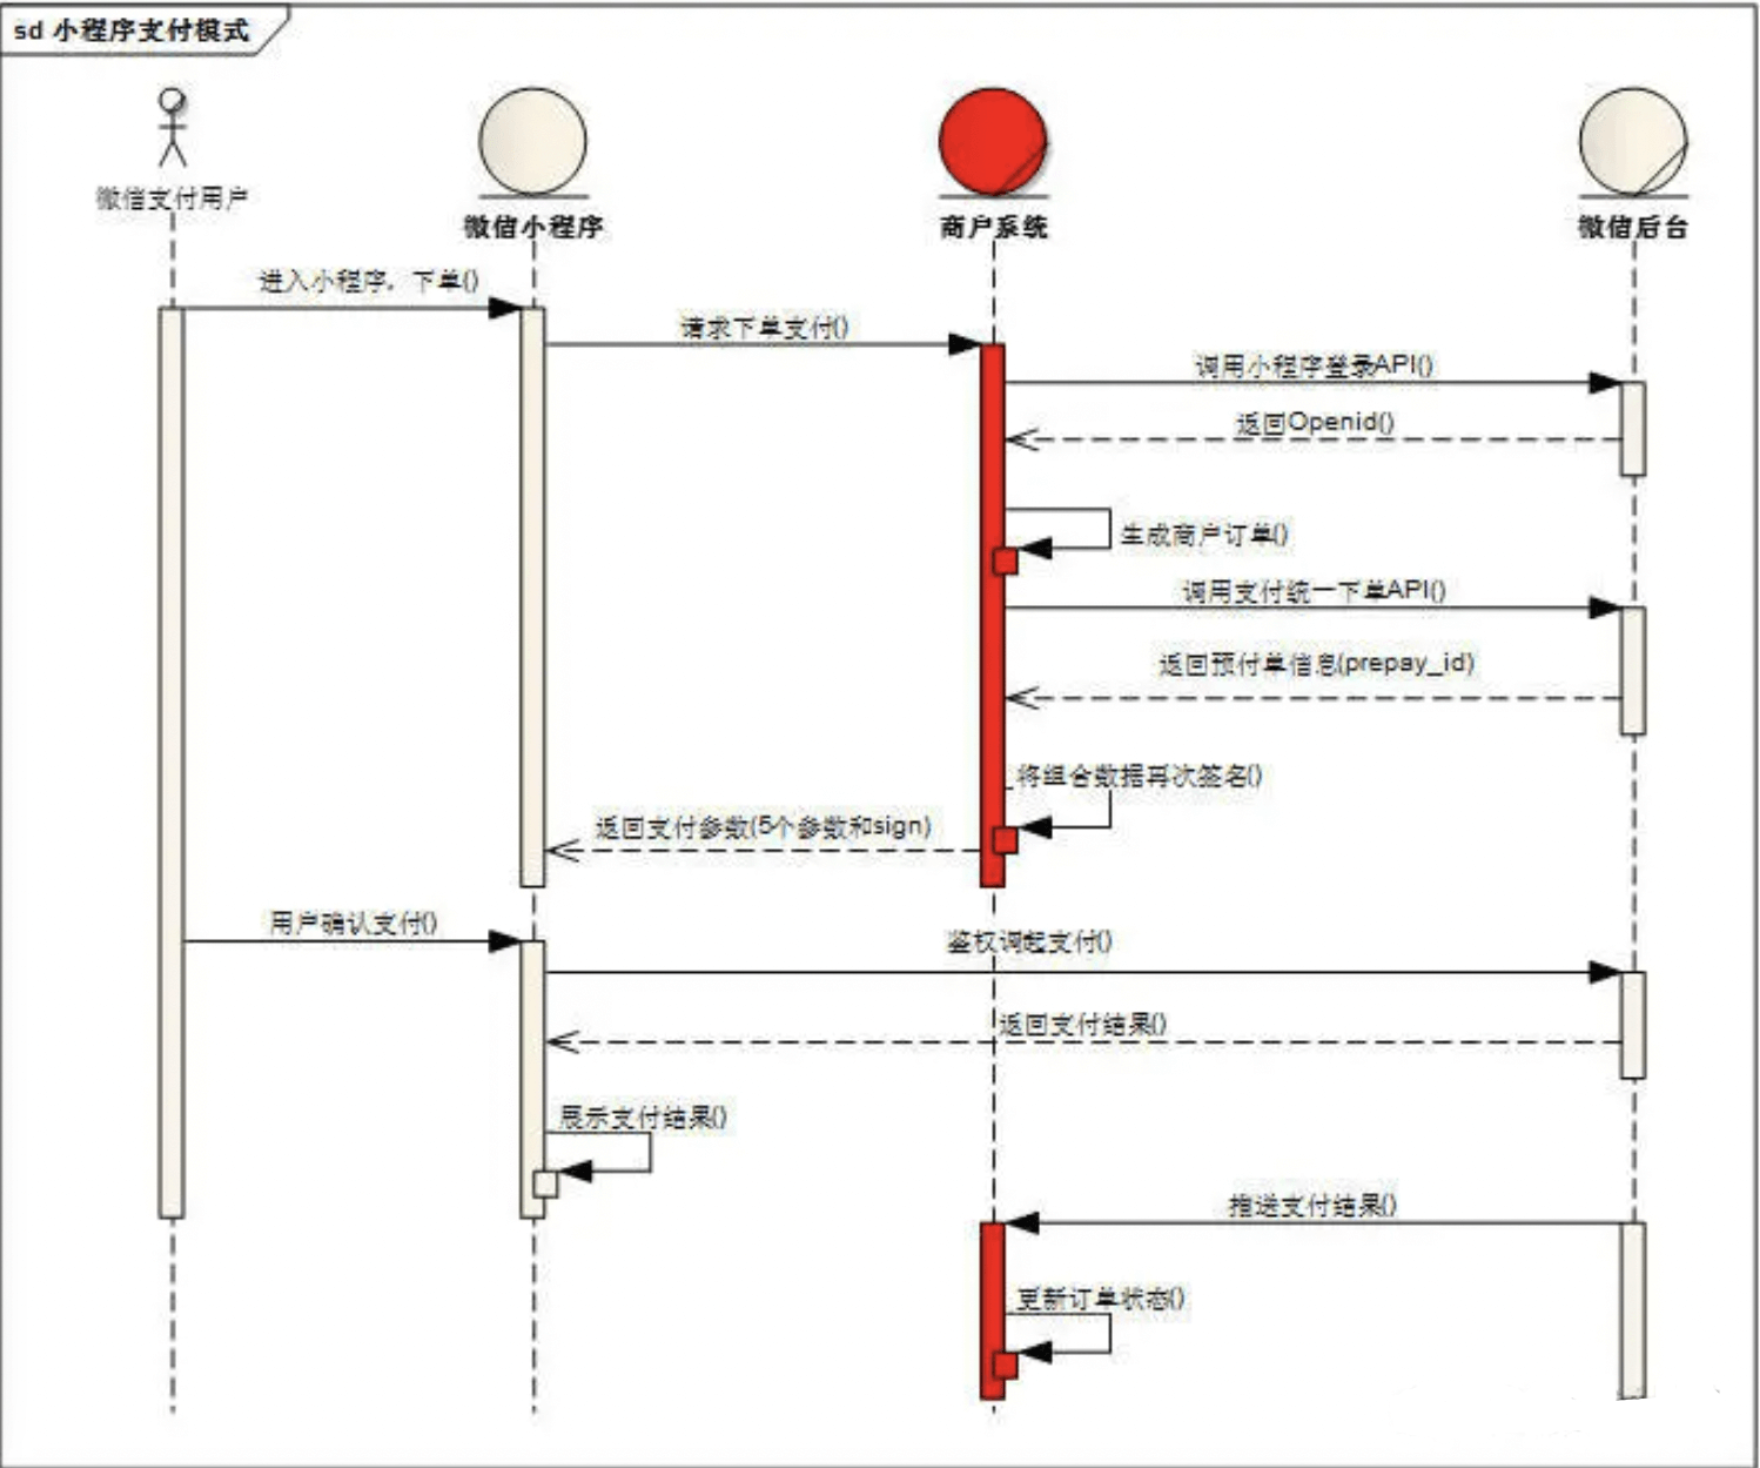 sd 小程序支付模式
微信支付用户
微信小程序
商户系统
微信后台
进入小程序，下单()
请求下单支付()
调用小程序登录API()
返回Openid()
生成商户订单()
调用支付统一下单API()
返回预付单信息(prepay_id)
将组合数据再次签名()
返回支付参数(5个参数和sign)
用户确认支付()
鉴权调起支付()
返回支付结果()
展示支付结果()
推送支付结果()
更新订单状态()